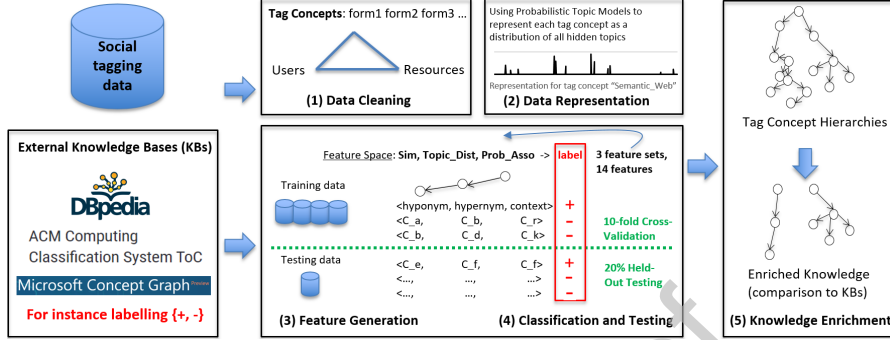 Social
tagging
data
Tag Concepts: form1 form2 form3 ...
Users
Resources
(1) Data Cleaning
Using Probabilistic Topic Models to
represent each tag concept as a
distribution of all hidden topics
Representation for tag concept "Semantic_Web"
(2) Data Representation
External Knowledge Bases (KBs)
DBpedia
ACM Computing
Classification System ToC
Microsoft Concept Graph Preview
For instance labelling {+, -}
Feature Space: Sim, Topic_Dist, Prob_Asso -> label
3 feature sets,
14 features
Training data
<hyponym, hypernym, context> +
<C_a, C_b, C_r> -
<C_b, C_d, C_k> -
10-fold Cross-
Validation
Testing data
<C_e, C_f, C_f> +
<..., ..., ...> -
<..., ..., ...> -
20% Held-
Out Testing
(3) Feature Generation
(4) Classification and Testing
Tag Concept Hierarchies
Enriched Knowledge
(comparison to KBs)
(5) Knowledge Enrichment